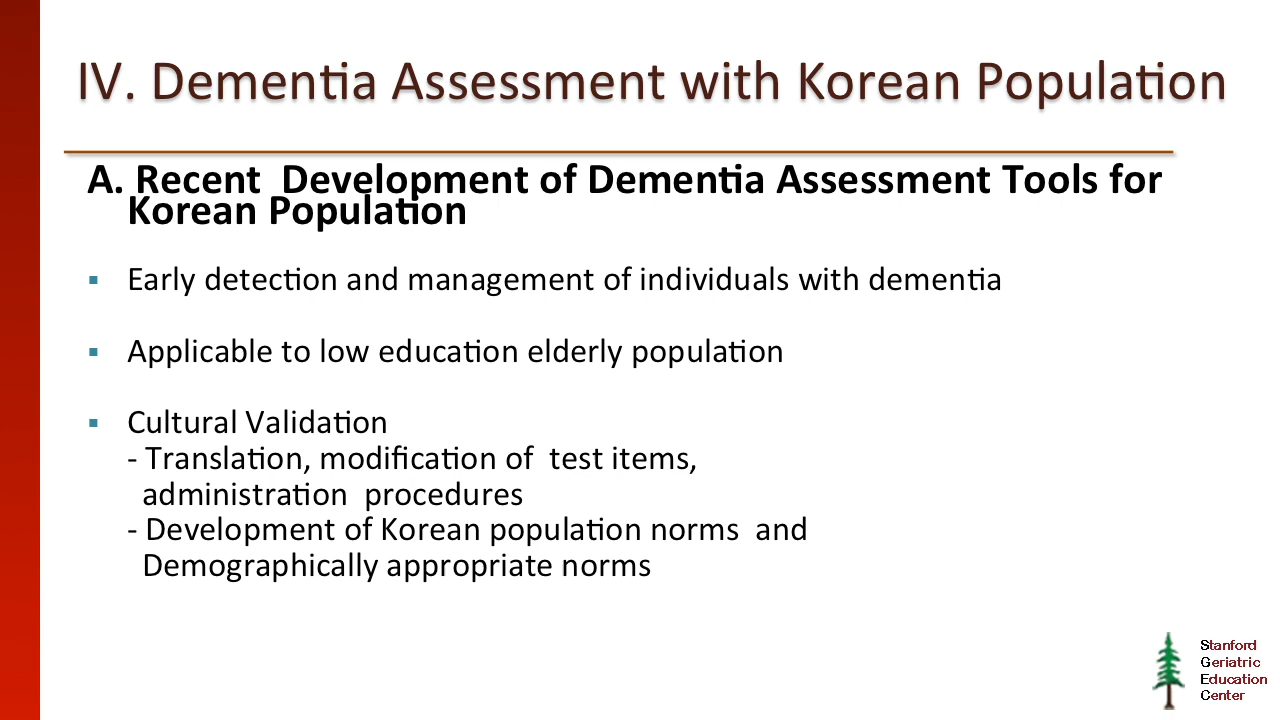 IV. Dementia Assessment with Korean Population
A. Recent  Development of Dementia Assessment Tools for
Korean Population
▪ Early detection and management of individuals with dementia
▪ Applicable to low education elderly population
▪ Cultural Validation
- Translation, modification of  test items,
administration  procedures
- Development of Korean population norms  and
Demographically appropriate norms
Stanford
Geriatric
Education
Center